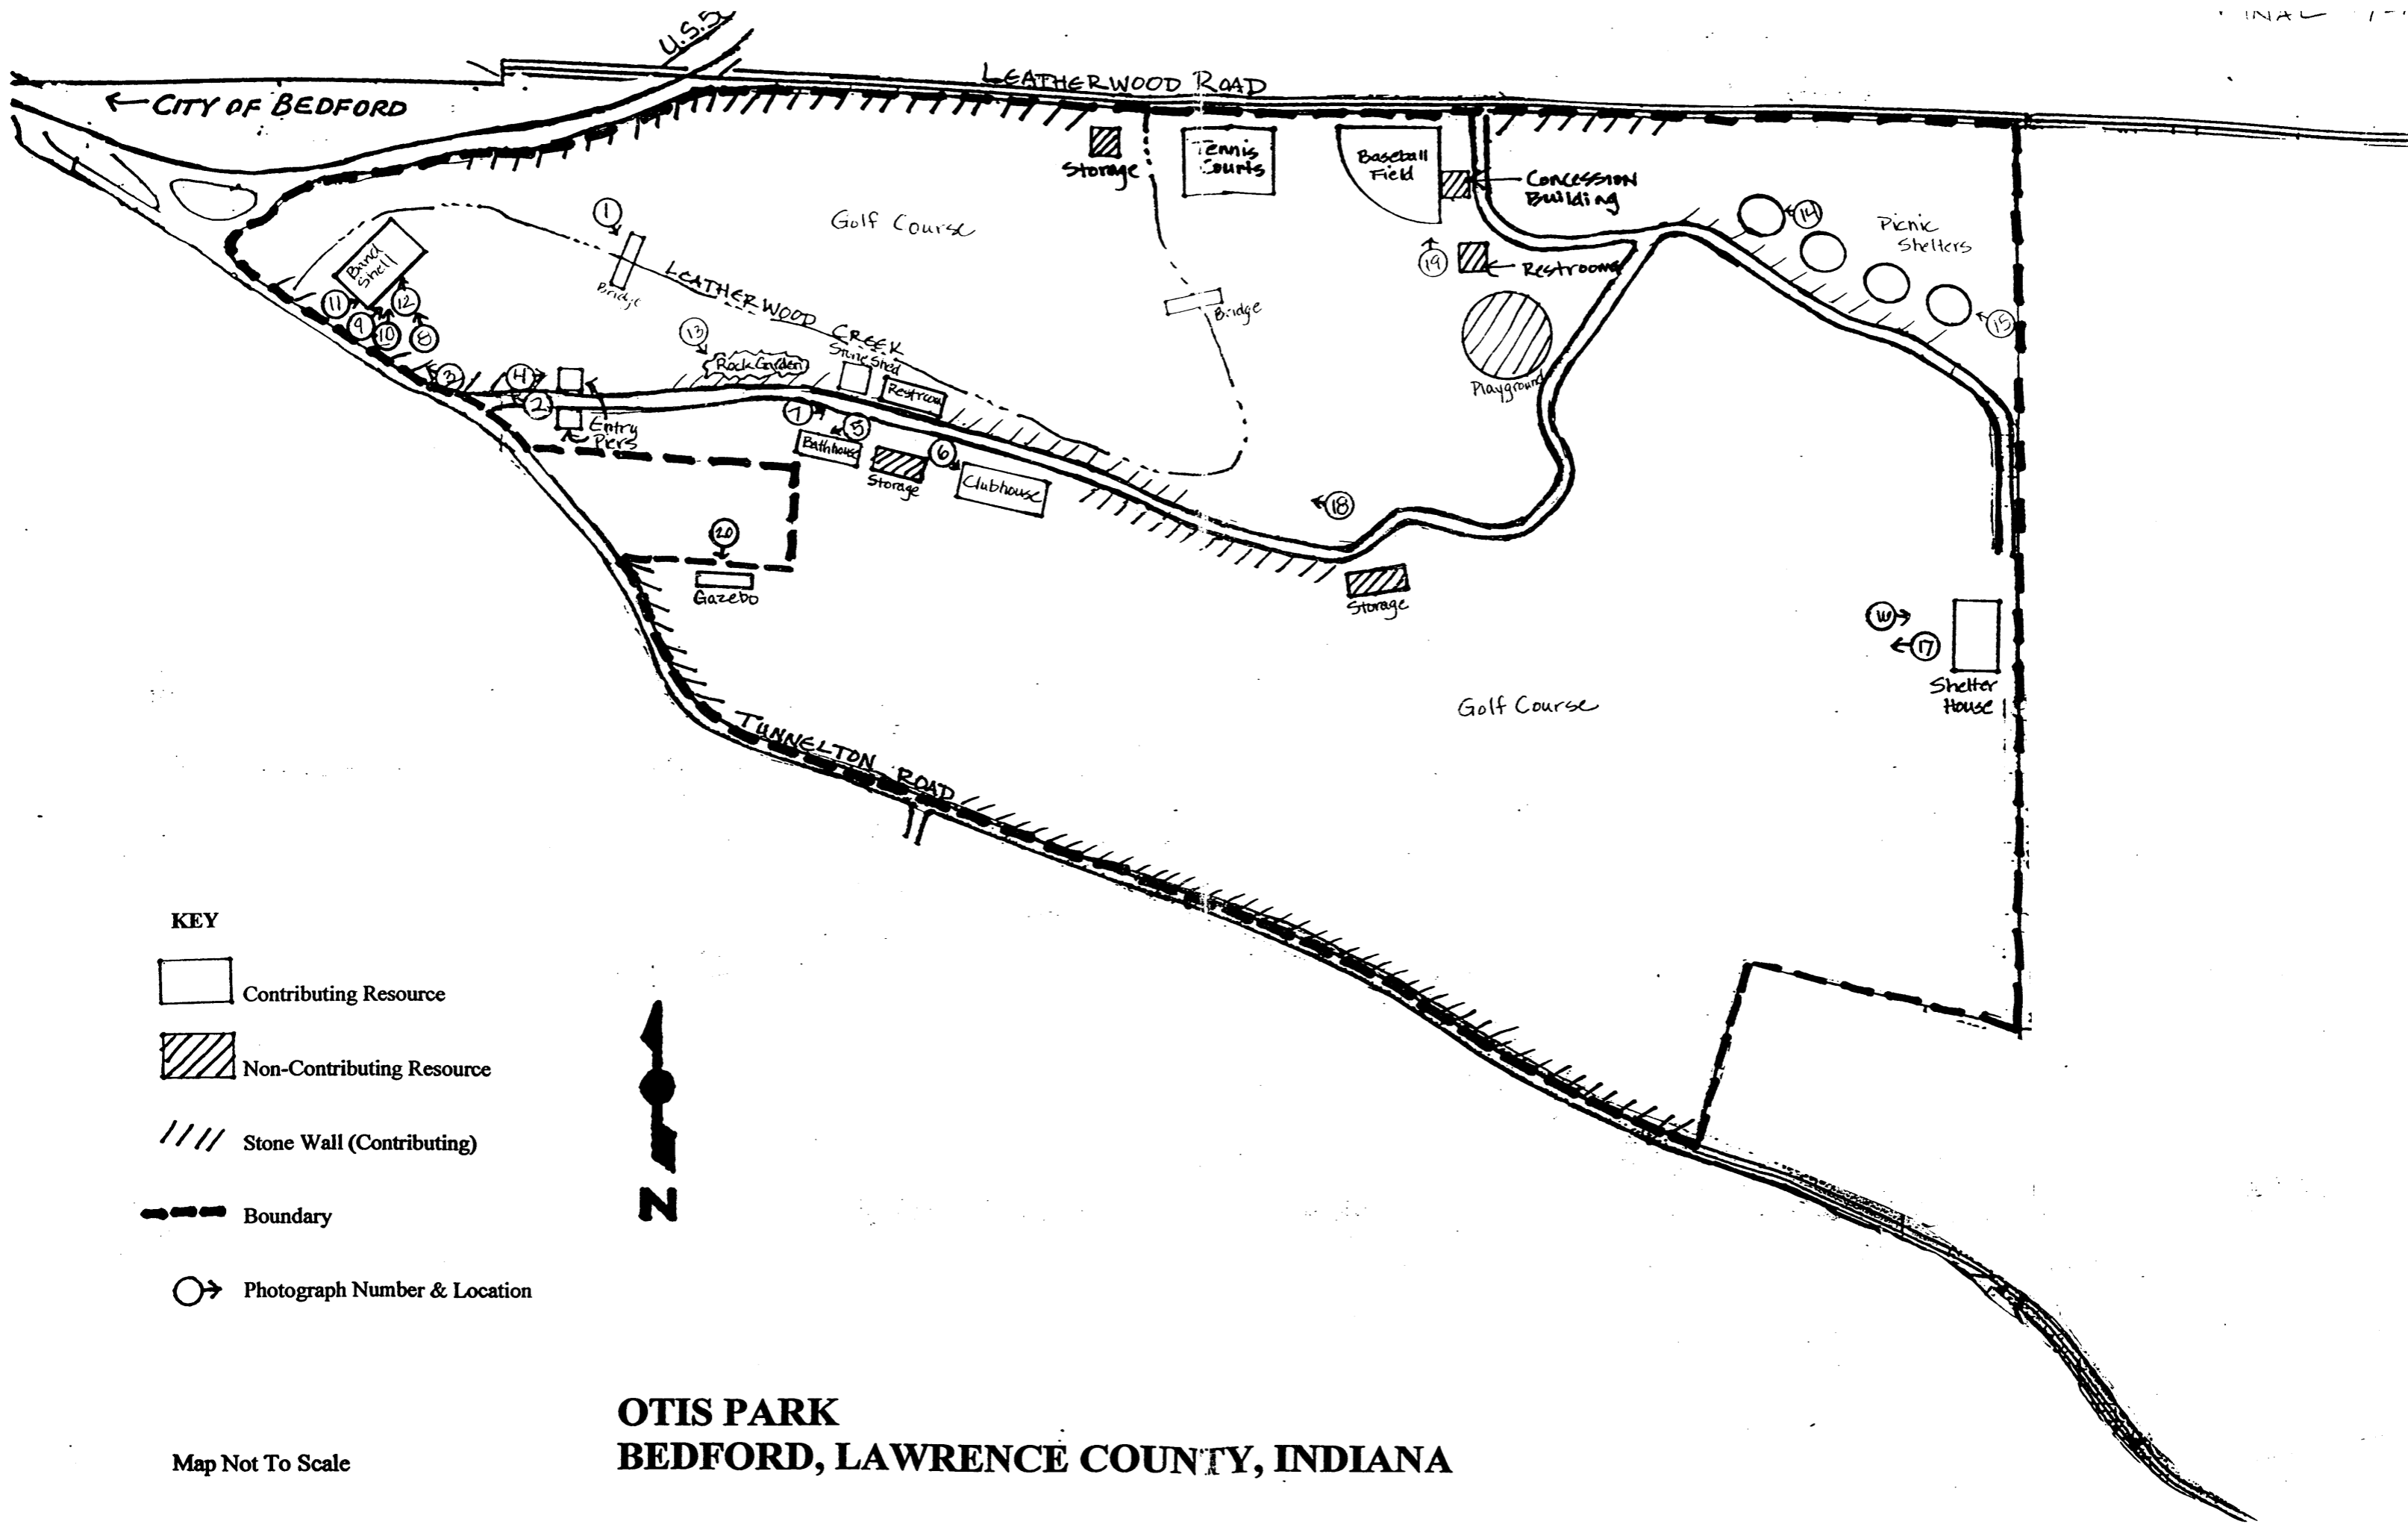 U.S.50
LEATHERWOOD ROAD
← CITY OF BEDFORD
Storage
Tennis
Courts
Baseball
Field
Concession
Building
14
Picnic
Shelters
1
Golf Course
Band
Shell
Bridge
LEATHERWOOD CREEK
19
Restrooms
Bridge
11
12
9
10
8
13
15
Stone Shed
Rock Garden
Restroom
Playground
3
4
2
Entry
Piers
7
5
Bathhouse
6
Storage
Clubhouse
18
20
Gazebo
Storage
17
Shelter
House
Golf Course
TUNNELTON ROAD
KEY
Contributing Resource
Non-Contributing Resource
Stone Wall (Contributing)
Boundary
Photograph Number & Location
N
OTIS PARK
BEDFORD, LAWRENCE COUNTY, INDIANA
Map Not To Scale